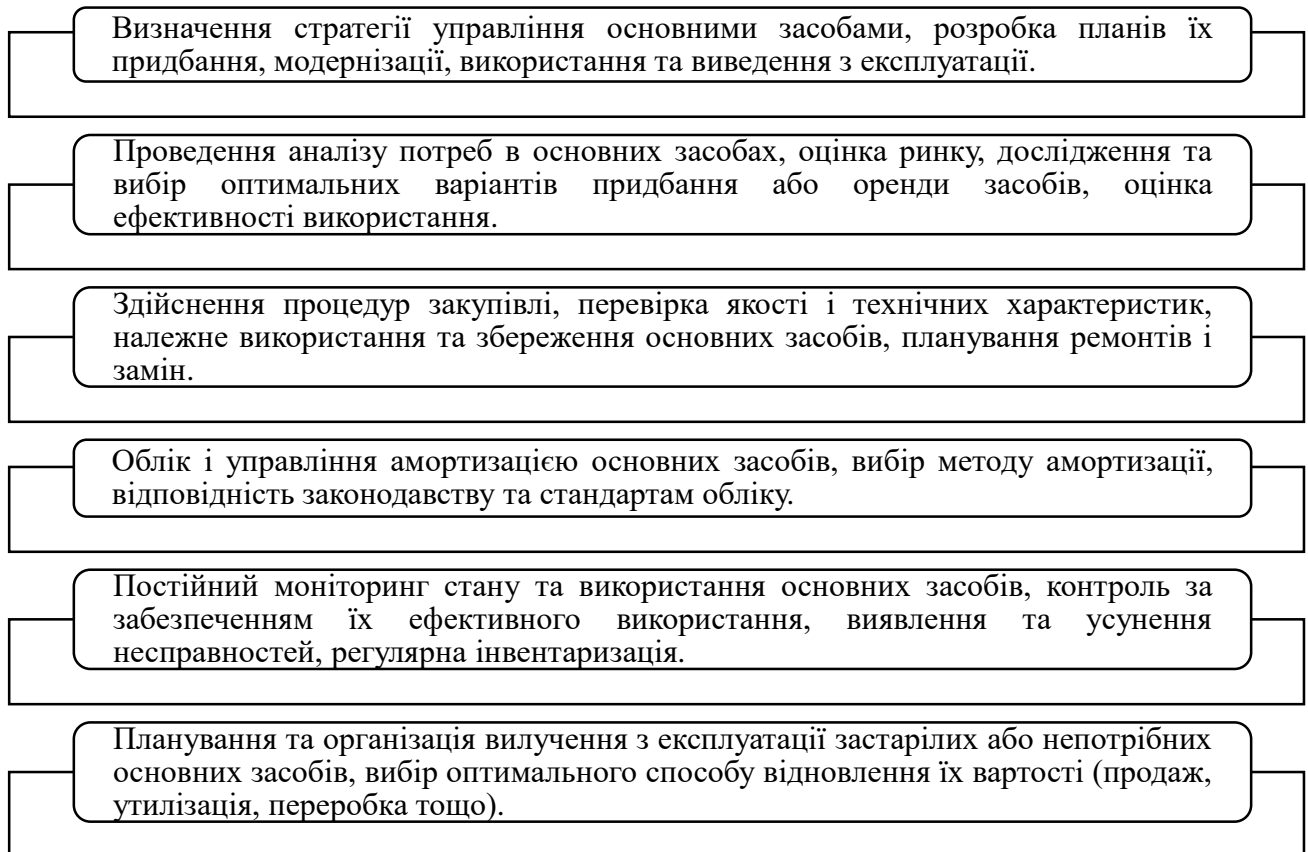 Визначення стратегії управління основними засобами, розробка планів їх
придбання, модернізації, використання та виведення з експлуатації.
Проведення аналізу потреб в основних засобах, оцінка ринку, дослідження та
вибір оптимальних варіантів придбання або оренди засобів, оцінка
ефективності використання.
Здійснення процедур закупівлі, перевірка якості і технічних характеристик,
належне використання та збереження основних засобів, планування ремонтів і
замін.
Облік і управління амортизацією основних засобів, вибір методу амортизації,
відповідність законодавству та стандартам обліку.
Постійний моніторинг стану та використання основних засобів, контроль за
забезпеченням їх ефективного використання, виявлення та усунення
несправностей, регулярна інвентаризація.
Планування та організація вилучення з експлуатації застарілих або непотрібних
основних засобів, вибір оптимального способу відновлення їх вартості (продаж,
утилізація, переробка тощо).